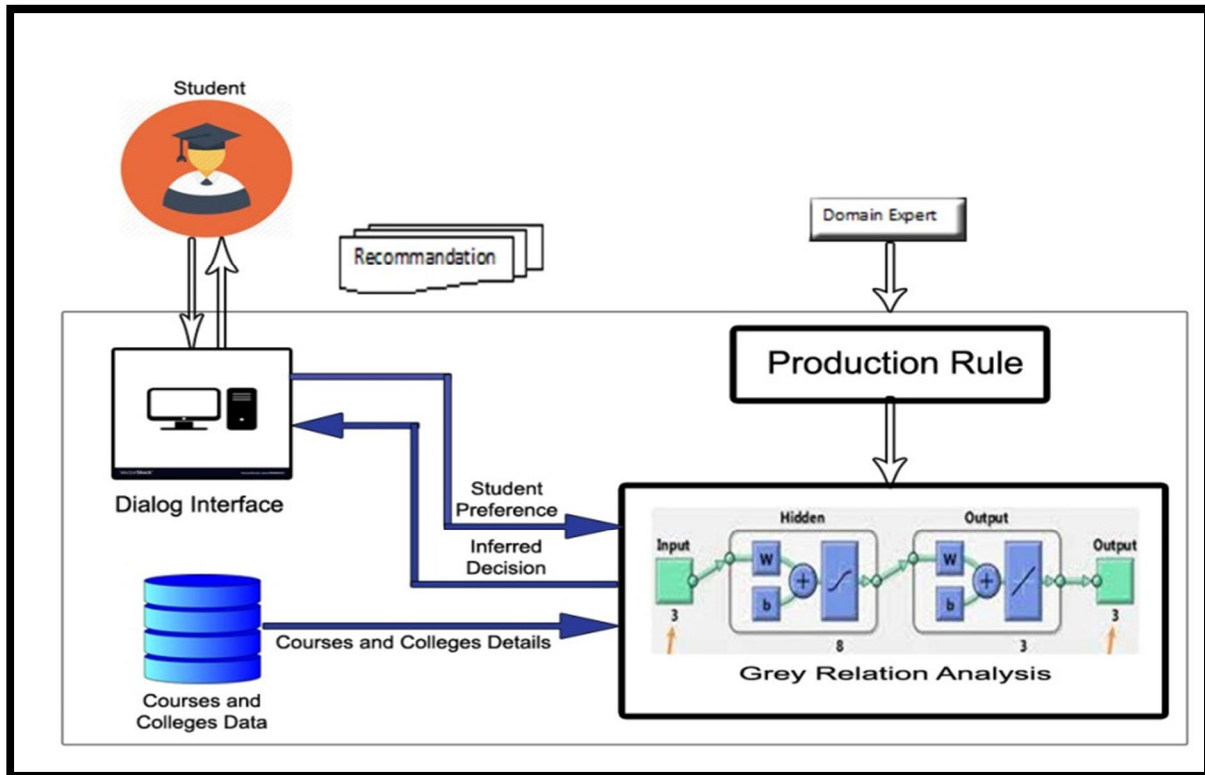 Student
Domain Expert
Recommandation
Production Rule
Dialog Interface
Student
Preference
Inferred
Decision
Hidden
Output
Input
W
b
+
W
b
+
Output
3
8
3
3
Courses and Colleges Details
Grey Relation Analysis
Courses and
Colleges Data